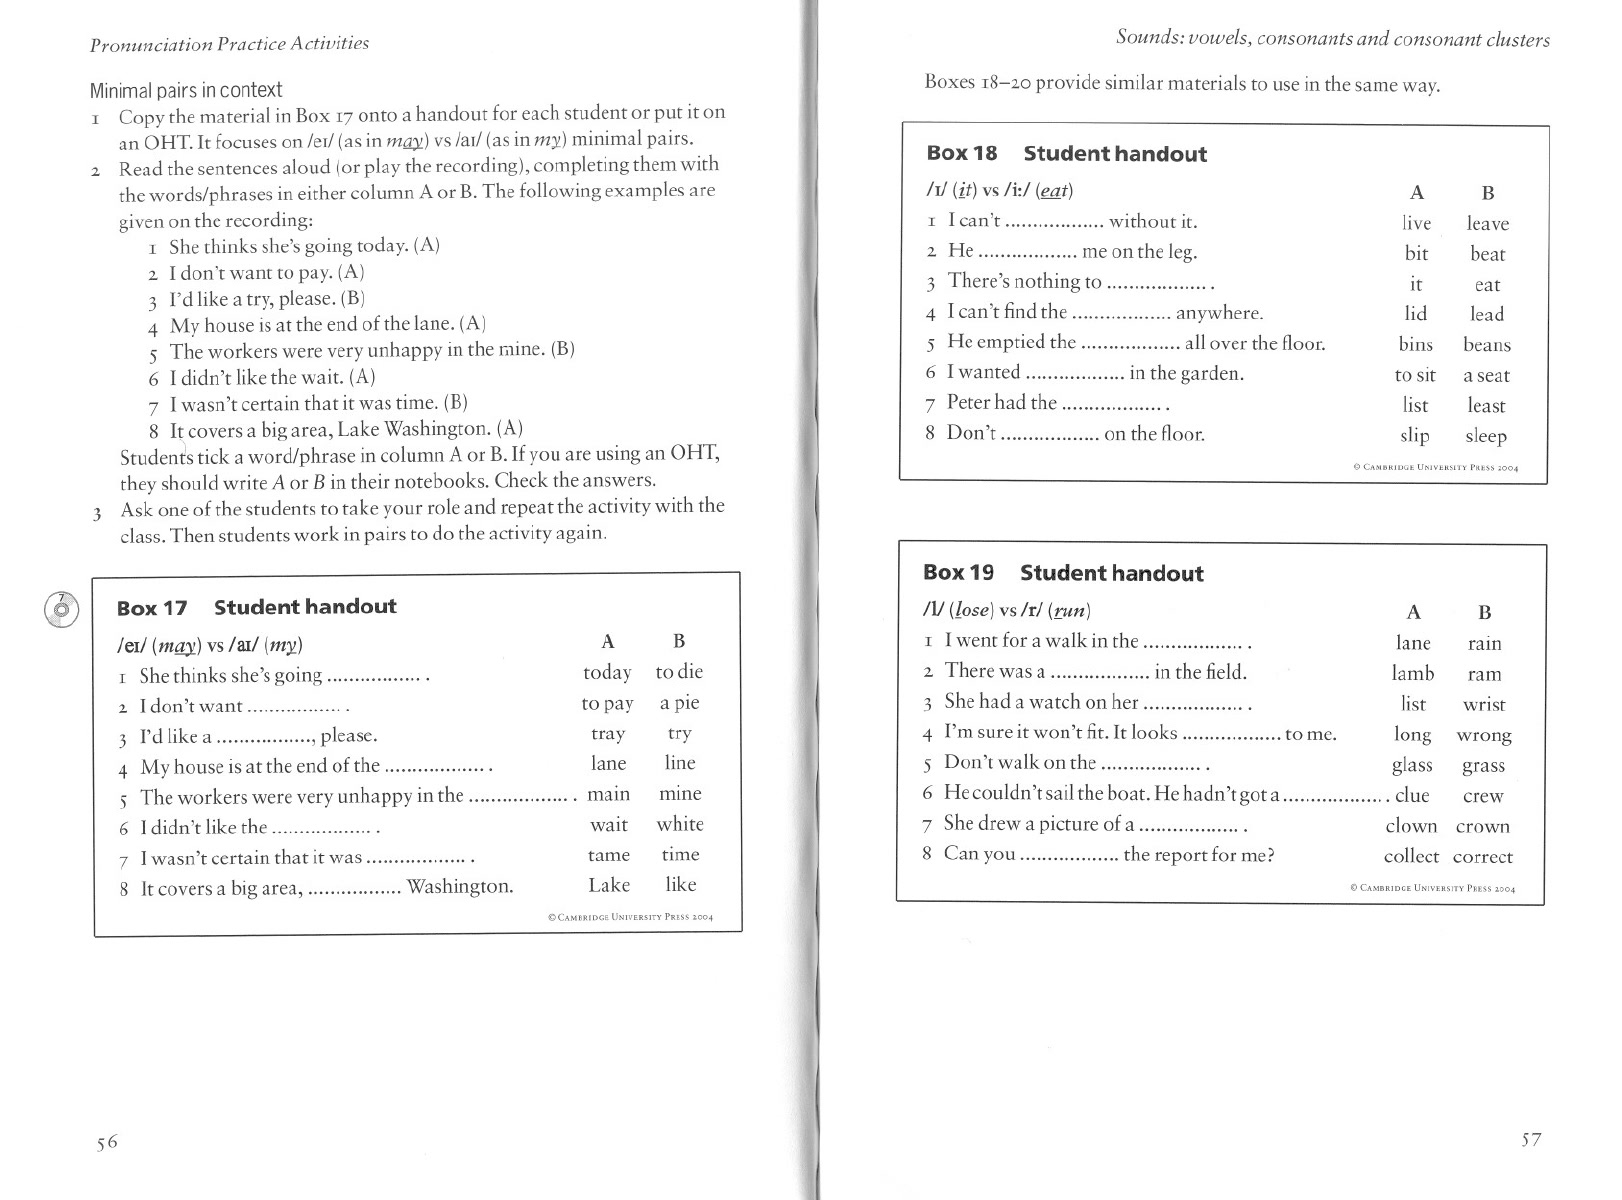 Pronunciation Practice Activities
Minimal pairs in context
1 Copy the material in Box 17 onto a handout for each student or put it on
an OHT. It focuses on /eɪ/ (as in may) vs /aɪ/ (as in my) minimal pairs.
2 Read the sentences aloud (or play the recording), completing them with
the words/phrases in either column A or B. The following examples are
given on the recording:
1 She thinks she's going today. (A)
2 I don't want to pay. (A)
3 I'd like a try, please. (B)
4 My house is at the end of the lane. (A)
5 The workers were very unhappy in the mine. (B)
6 I didn't like the wait. (A)
7 I wasn't certain that it was time. (B)
8 It covers a big area, Lake Washington. (A)
Students tick a word/phrase in column A or B. If you are using an OHT,
they should write A or B in their notebooks. Check the answers.
3 Ask one of the students to take your role and repeat the activity with the
class. Then students work in pairs to do the activity again.
7
Box 17 Student handout
/eɪ/ (may) vs /aɪ/ (my) A B
1 She thinks she's going .................. today to die
2 I don't want .................. to pay a pie
3 I'd like a ................., please. tray try
4 My house is at the end of the ................... lane line
5 The workers were very unhappy in the ................... main mine
6 I didn't like the ................... wait white
7 I wasn't certain that it was ................... tame time
8 It covers a big area, ................. Washington. Lake like
© CAMBRIDGE UNIVERSITY PRESS 2004
56
Sounds: vowels, consonants and consonant clusters
Boxes 18–20 provide similar materials to use in the same way.
Box 18 Student handout
/ɪ/ (it) vs /iː/ (eat) A B
1 I can't .................. without it. live leave
2 He .................. me on the leg. bit beat
3 There's nothing to ................... it eat
4 I can't find the .................. anywhere. lid lead
5 He emptied the .................. all over the floor. bins beans
6 I wanted .................. in the garden. to sit a seat
7 Peter had the ................... list least
8 Don't .................. on the floor. slip sleep
© CAMBRIDGE UNIVERSITY PRESS 2004
Box 19 Student handout
/l/ (lose) vs /r/ (run) A B
1 I went for a walk in the ................... lane rain
2 There was a .................. in the field. lamb ram
3 She had a watch on her ................... list wrist
4 I'm sure it won't fit. It looks .................. to me. long wrong
5 Don't walk on the ................... glass grass
6 He couldn't sail the boat. He hadn't got a ................... clue crew
7 She drew a picture of a ................... clown crown
8 Can you .................. the report for me? collect correct
© CAMBRIDGE UNIVERSITY PRESS 2004
57